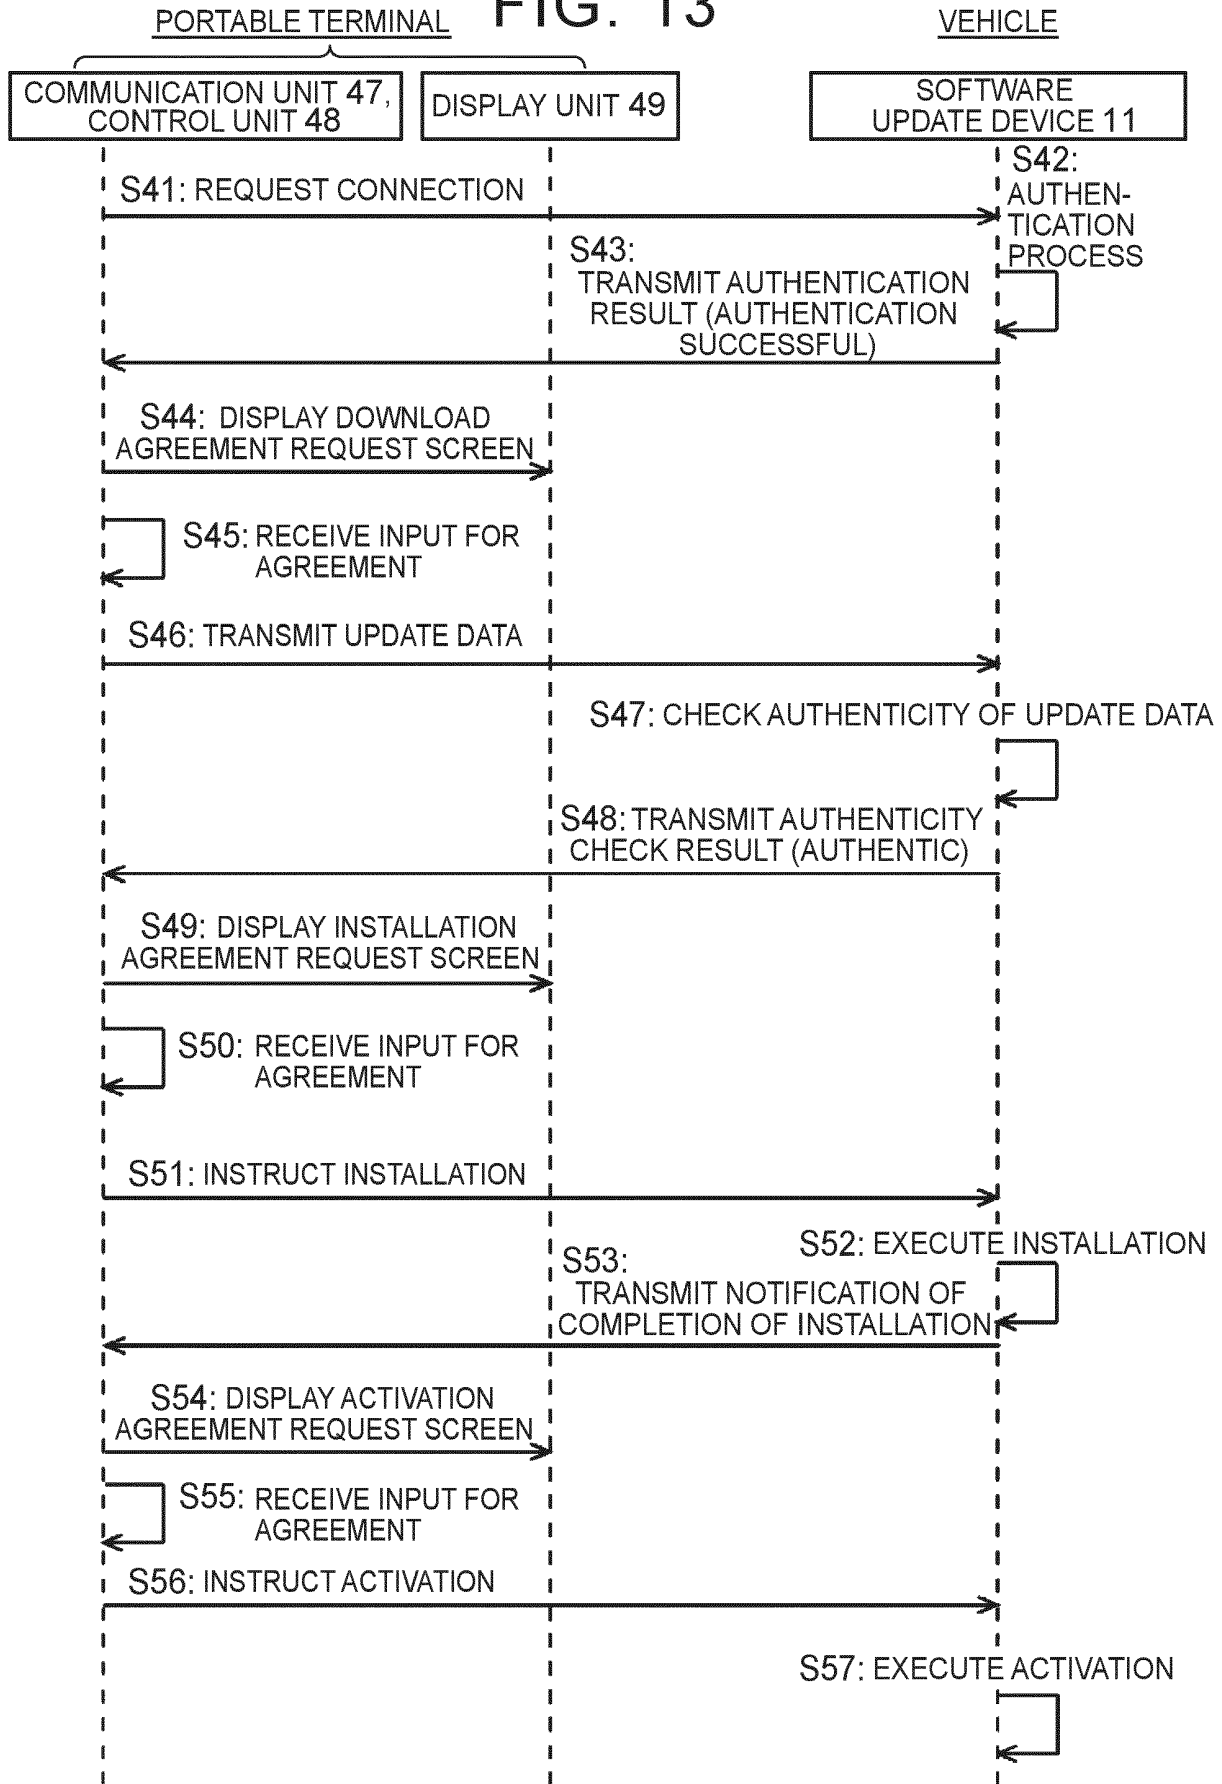 FIG. 13
PORTABLE TERMINAL
VEHICLE
COMMUNICATION UNIT 47,
CONTROL UNIT 48
DISPLAY UNIT 49
SOFTWARE
UPDATE DEVICE 11
S41: REQUEST CONNECTION
S42:
AUTHEN-
TICATION
PROCESS
S43:
TRANSMIT AUTHENTICATION
RESULT (AUTHENTICATION
SUCCESSFUL)
S44: DISPLAY DOWNLOAD
AGREEMENT REQUEST SCREEN
S45: RECEIVE INPUT FOR
AGREEMENT
S46: TRANSMIT UPDATE DATA
S47: CHECK AUTHENTICITY OF UPDATE DATA
S48: TRANSMIT AUTHENTICITY
CHECK RESULT (AUTHENTIC)
S49: DISPLAY INSTALLATION
AGREEMENT REQUEST SCREEN
S50: RECEIVE INPUT FOR
AGREEMENT
S51: INSTRUCT INSTALLATION
S52: EXECUTE INSTALLATION
S53:
TRANSMIT NOTIFICATION OF
COMPLETION OF INSTALLATION
S54: DISPLAY ACTIVATION
AGREEMENT REQUEST SCREEN
S55: RECEIVE INPUT FOR
AGREEMENT
S56: INSTRUCT ACTIVATION
S57: EXECUTE ACTIVATION